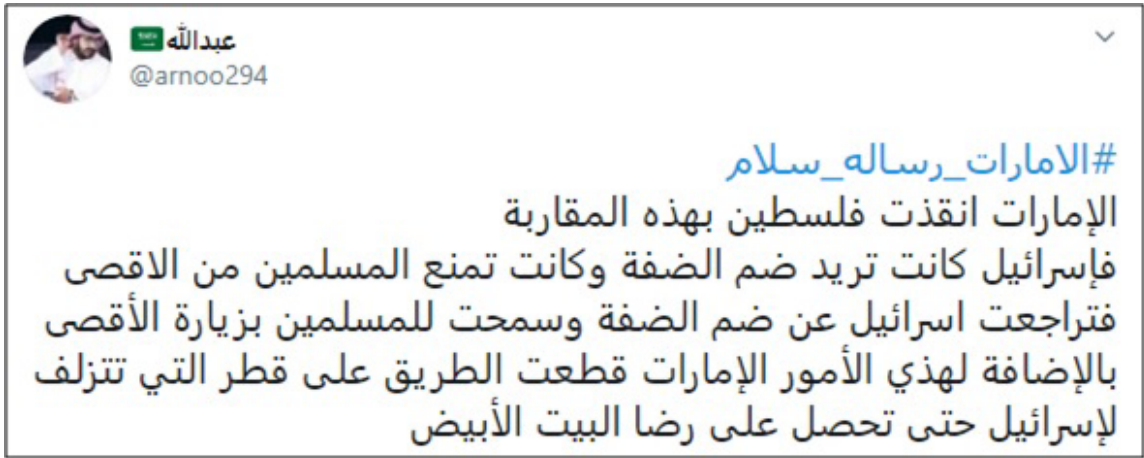 عبدالله🇸🇦
@arnoo294
#الامارات_رساله_سلام
الإمارات انقذت فلسطين بهذه المقاربة
فإسرائيل كانت تريد ضم الضفة وكانت تمنع المسلمين من الاقصى
فتراجعت اسرائيل عن ضم الضفة وسمحت للمسلمين بزيارة الأقصى
بالإضافة لهذي الأمور الإمارات قطعت الطريق على قطر التي تتزلف
لإسرائيل حتى تحصل على رضا البيت الأبيض